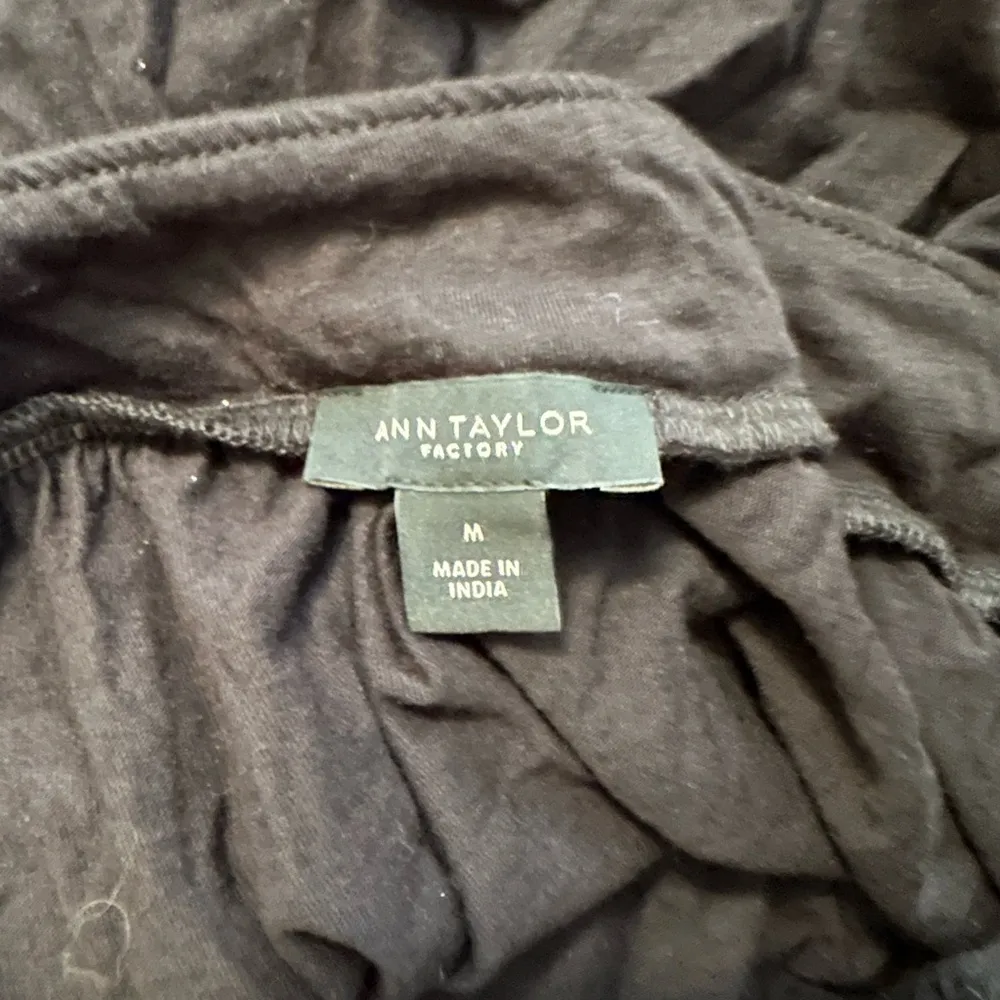 ANN TAYLOR
FACTORY
M
MADE IN
INDIA